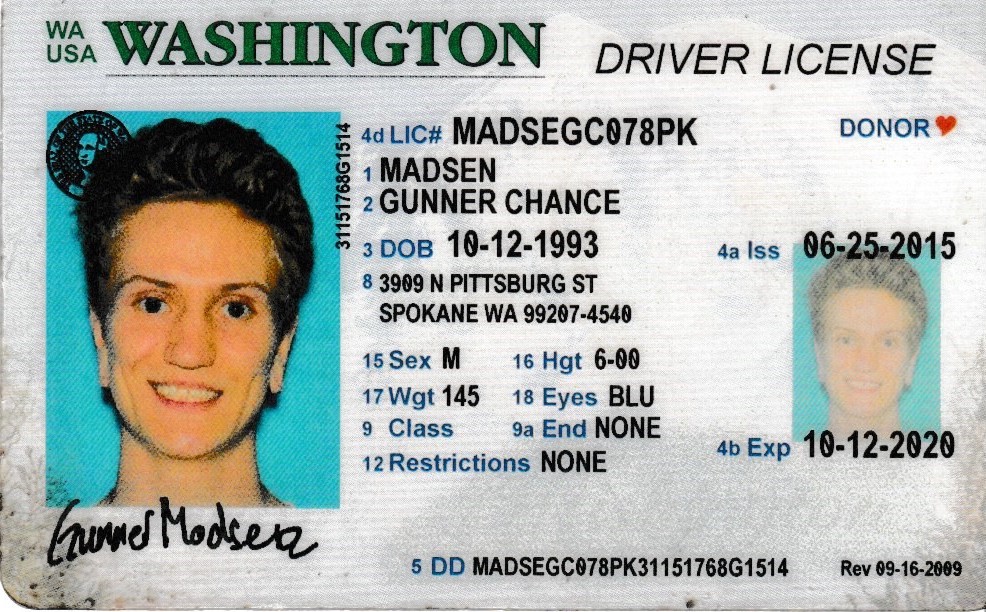 WA
USA
WASHINGTON
DRIVER LICENSE
4d LIC# MADSEGC078PK
DONOR
1 MADSEN
2 GUNNER CHANCE
31151768G1514
3 DOB 10-12-1993
4a Iss 06-25-2015
8 3909 N PITTSBURG ST
SPOKANE WA 99207-4540
15 Sex M 16 Hgt 6-00
17 Wgt 145 18 Eyes BLU
9 Class 9a End NONE
12 Restrictions NONE
4b Exp 10-12-2020
Gunner Madsen
5 DD MADSEGC078PK31151768G1514
Rev 09-16-2009